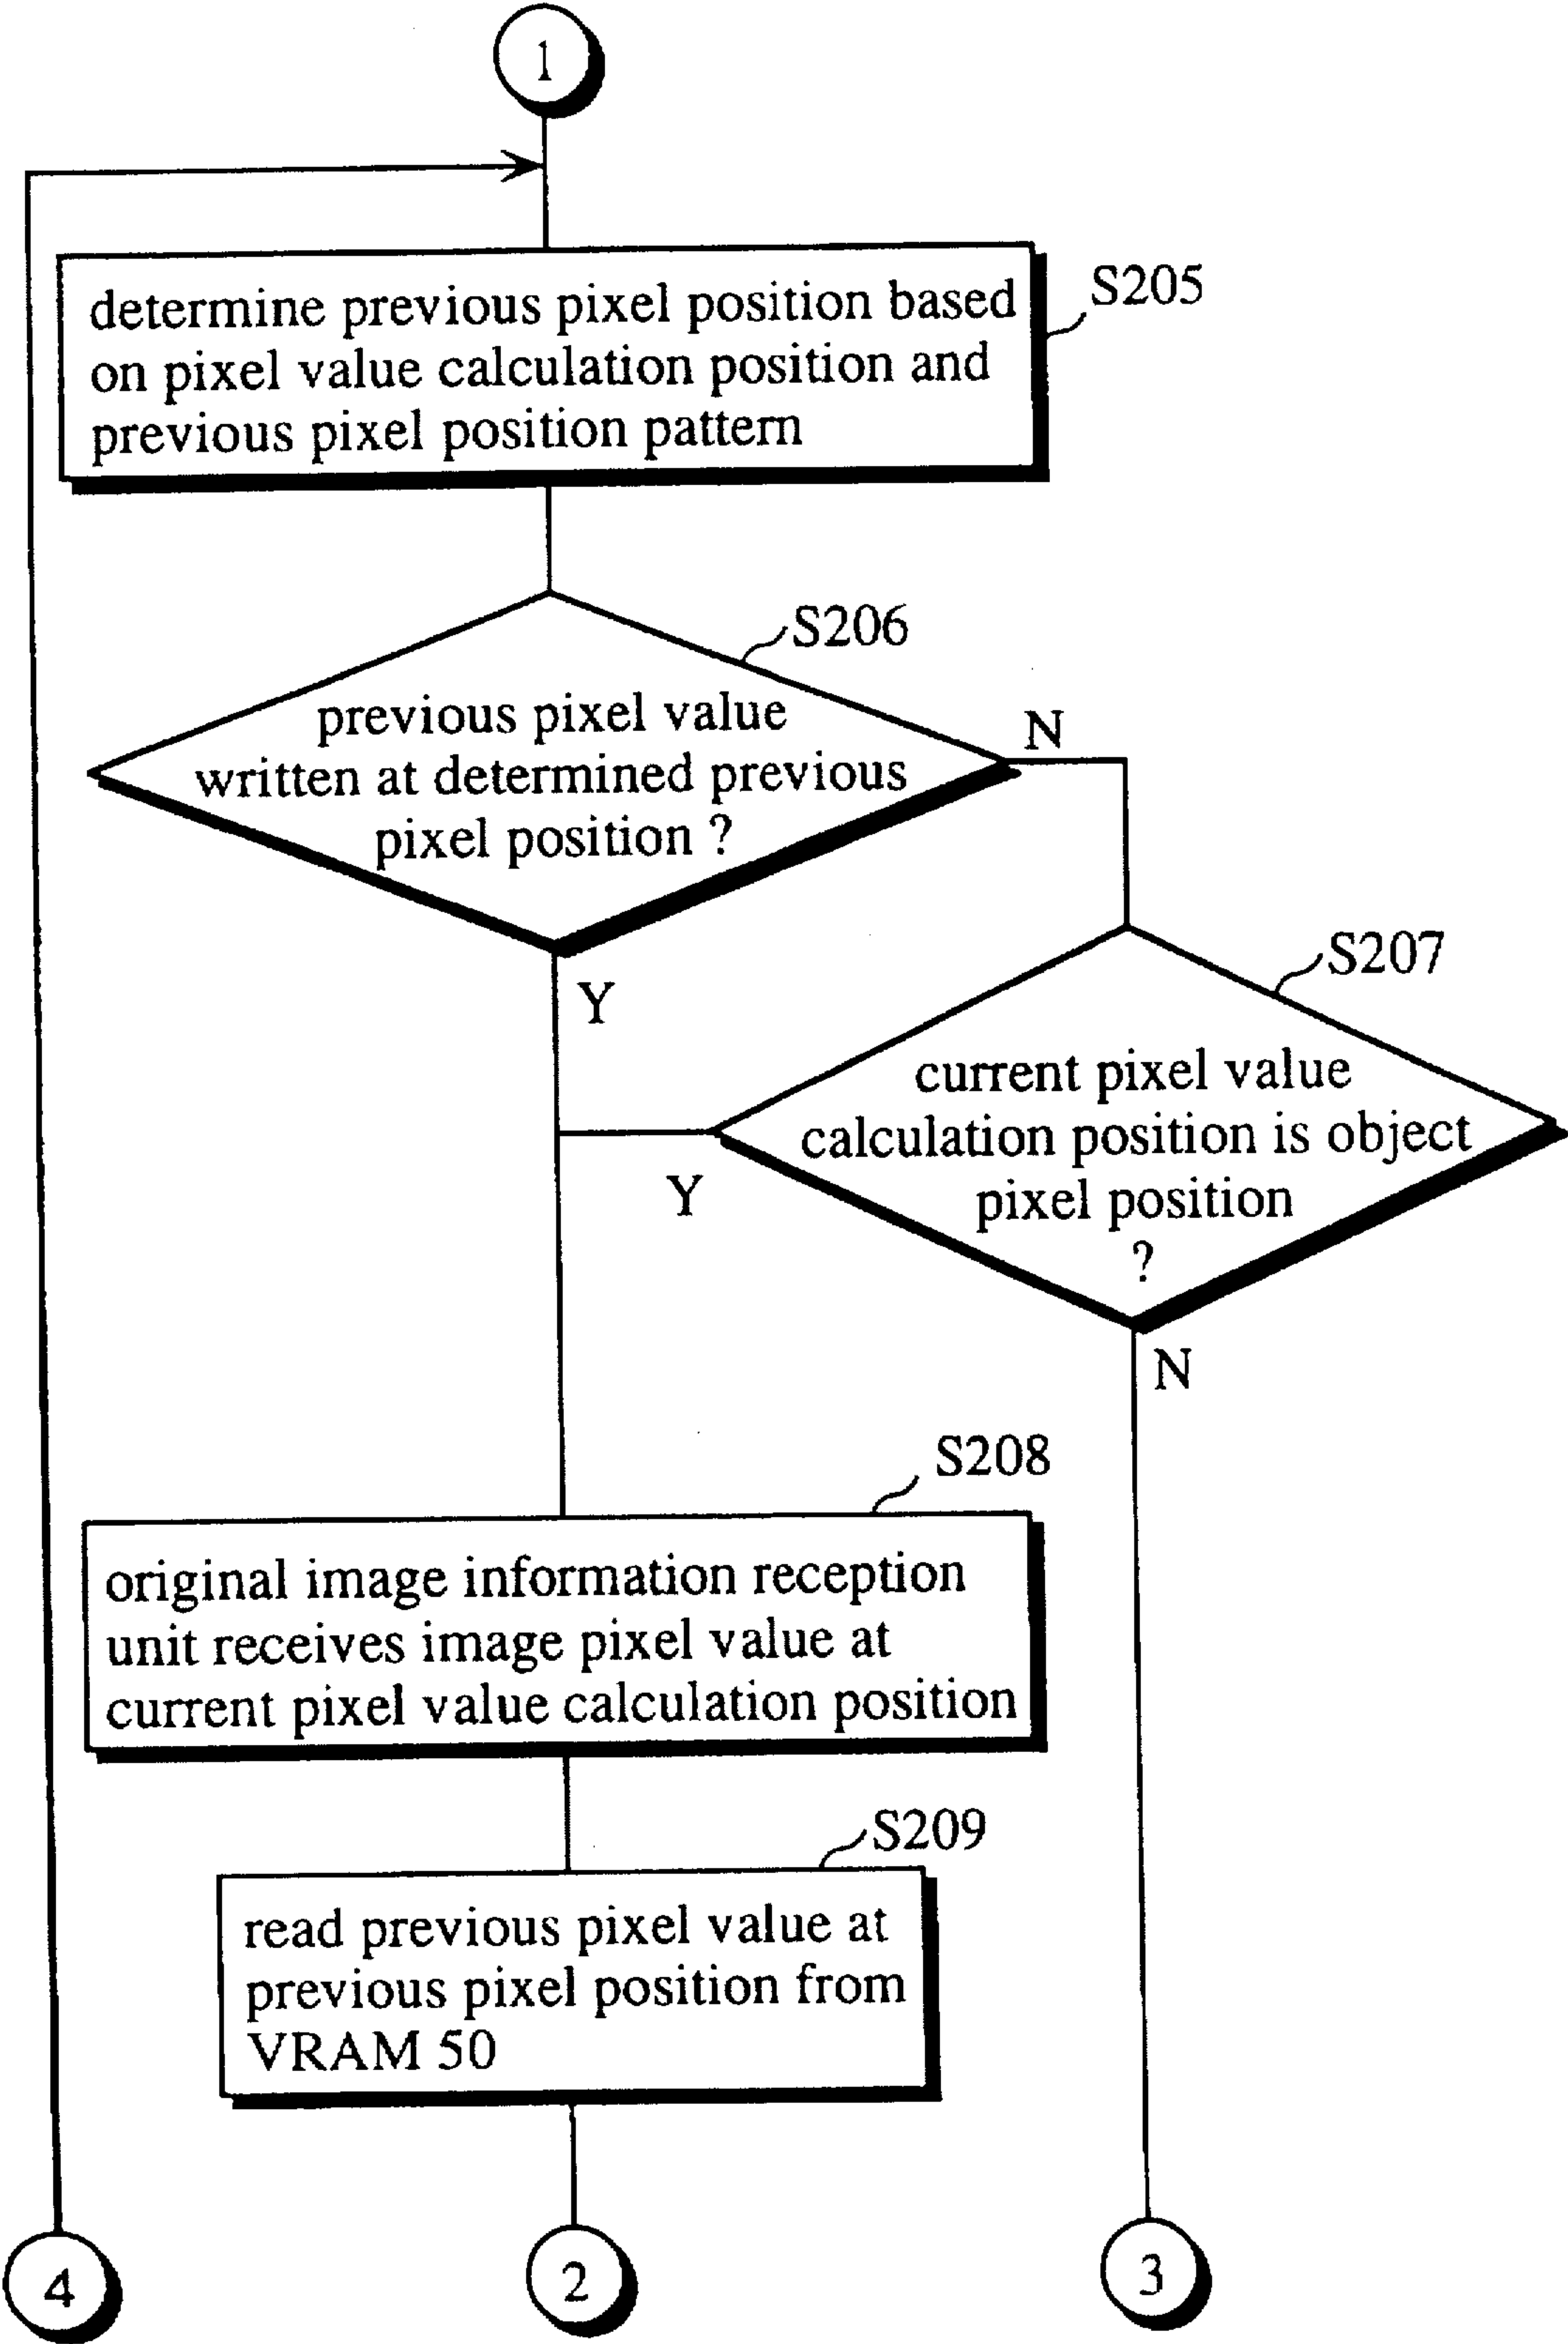 1
S205
determine previous pixel position based
on pixel value calculation position and
previous pixel position pattern
S206
previous pixel value
written at determined previous
pixel position ?
N
Y
S207
current pixel value
calculation position is object
pixel position
?
Y
N
S208
original image information reception
unit receives image pixel value at
current pixel value calculation position
S209
read previous pixel value at
previous pixel position from
VRAM 50
4
2
3